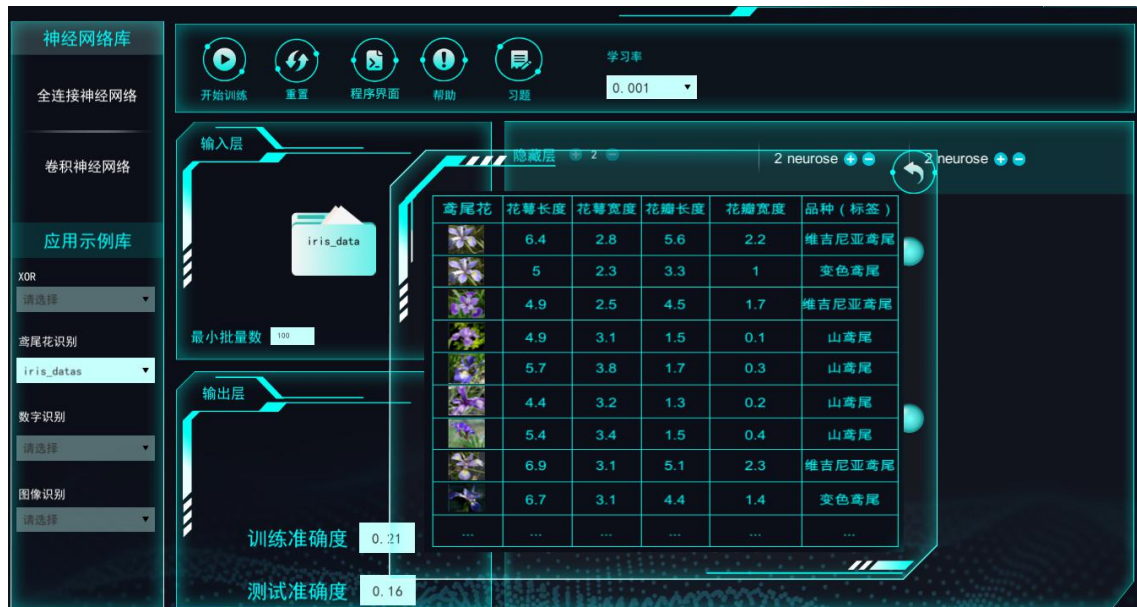 神经网络库
全连接神经网络
卷积神经网络
应用示例库
XOR
请选择
鸢尾花识别
iris_datas
数字识别
请选择
图像识别
请选择
开始训练 重置 程序界面 帮助 习题
学习率
0.001
输入层
iris_data
最小批量数 100
隐藏层 2
2 neurose
2 neurose
鸢尾花 花萼长度 花萼宽度 花瓣长度 花瓣宽度 品种(标签)
6.4 2.8 5.6 2.2 维吉尼亚鸢尾
5 2.3 3.3 1 变色鸢尾
4.9 2.5 4.5 1.7 维吉尼亚鸢尾
4.9 3.1 1.5 0.1 山鸢尾
5.7 3.8 1.7 0.3 山鸢尾
4.4 3.2 1.3 0.2 山鸢尾
5.4 3.4 1.5 0.4 山鸢尾
6.9 3.1 5.1 2.3 维吉尼亚鸢尾
6.7 3.1 4.4 1.4 变色鸢尾
... ... ... ... ... ...
输出层
训练准确度 0.21
测试准确度 0.16